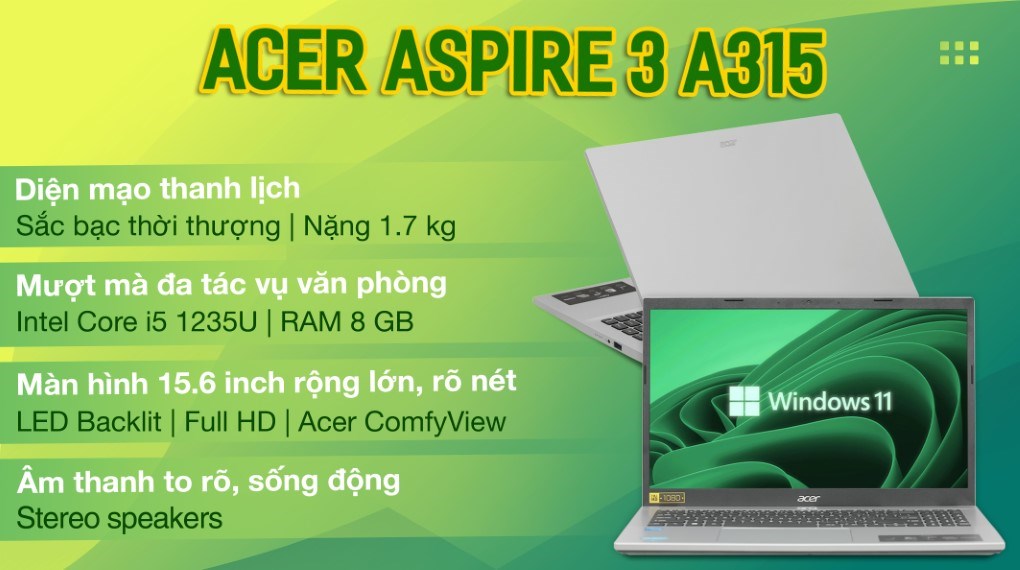 ACER ASPIRE 3 A315
Diện mạo thanh lịch
Sắc bạc thời thượng | Nặng 1.7 kg
Mượt mà đa tác vụ văn phòng
Intel Core i5 1235U | RAM 8 GB
Màn hình 15.6 inch rộng lớn, rõ nét
LED Backlit | Full HD | Acer ComfyView
Âm thanh to rõ, sống động
Stereo speakers
acer
Windows 11
1080
acer